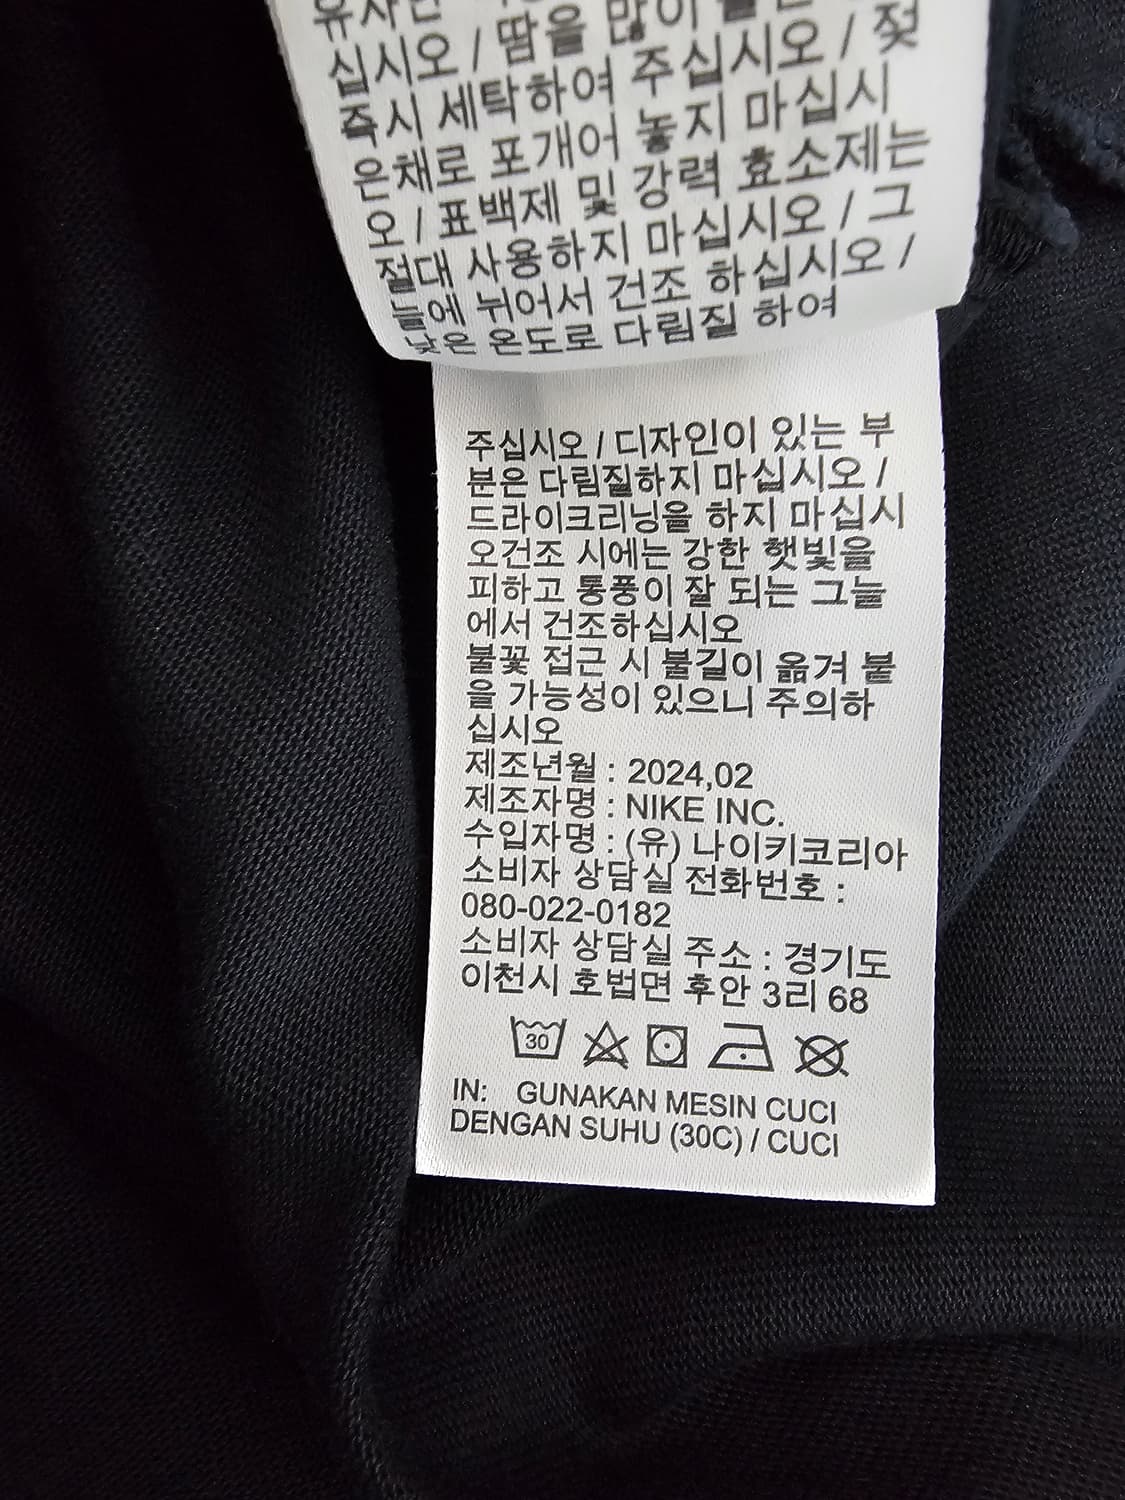 십시오 / 땀을 많이
즉시 세탁하여 주십시오 / 젖
은채로 포개어 놓지 마십시
오 / 표백제 및 강력 효소제는
절대 사용하지 마십시오 / 그
늘에 뉘어서 건조 하십시오 /
낮은 온도로 다림질 하여
주십시오 / 디자인이 있는 부
분은 다림질하지 마십시오 /
드라이크리닝을 하지 마십시
오건조 시에는 강한 햇빛을
피하고 통풍이 잘 되는 그늘
에서 건조하십시오
불꽃 접근 시 불길이 옮겨 붙
을 가능성이 있으니 주의하
십시오
제조년월 : 2024,02
제조자명 : NIKE INC.
수입자명 : (유) 나이키코리아
소비자 상담실 전화번호 :
080-022-0182
소비자 상담실 주소 : 경기도
이천시 호법면 후안 3리 68
30
IN: GUNAKAN MESIN CUCI
DENGAN SUHU (30C) / CUCI